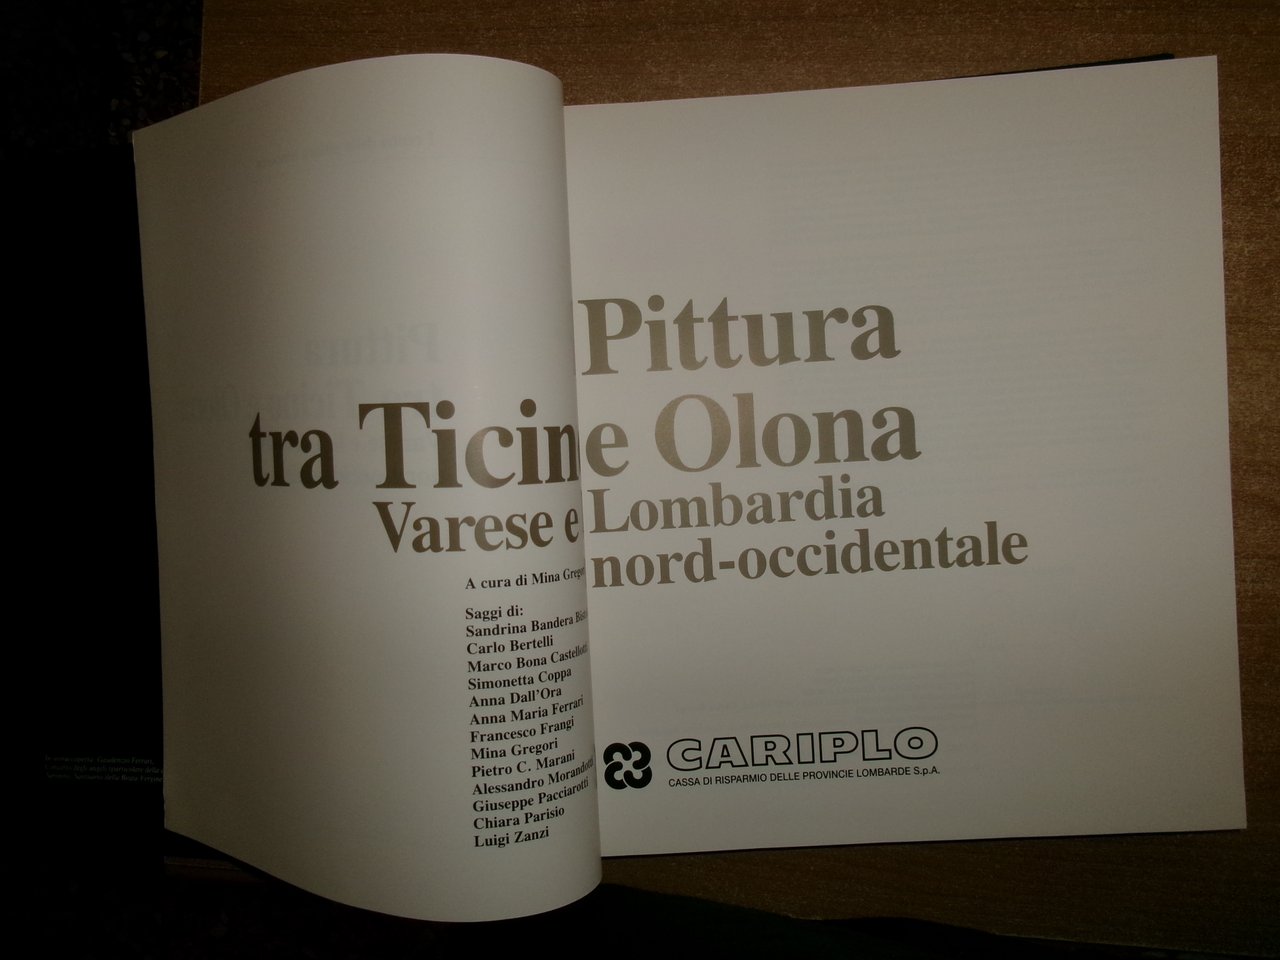 Pittura
tra Ticin e Olona
Varese e Lombardia
nord-occidentale
A cura di Mina Gregori
Saggi di:
Sandrina Bandera
Carlo Bertelli
Marco Bona Castellotti
Simonetta Coppa
Anna Dall'Ora
Anna Maria Ferrari
Francesco Frangi
Mina Gregori
Pietro C. Marani
Alessandro Morandotti
Giuseppe Pacciarotti
Chiara Parisio
Luigi Zanzi
CARIPLO
CASSA DI RISPARMIO DELLE PROVINCIE LOMBARDE S.p.A.